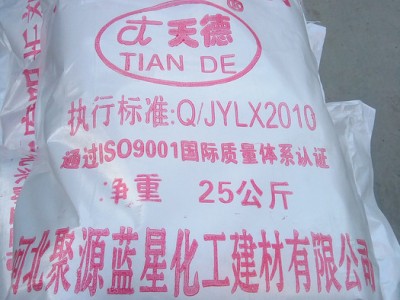 天德
TIAN DE
执行标准:Q/JYLX2010
通过ISO9001国际质量体系认证
净重 25公斤
河北聚源蓝星化工建材有限公司